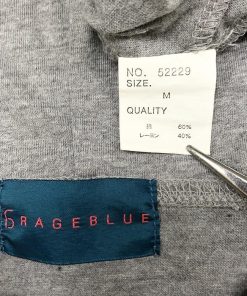 NO. 52229
SIZE.
M
QUALITY
綿 60%
レーヨン 40%
RAGEBLUE